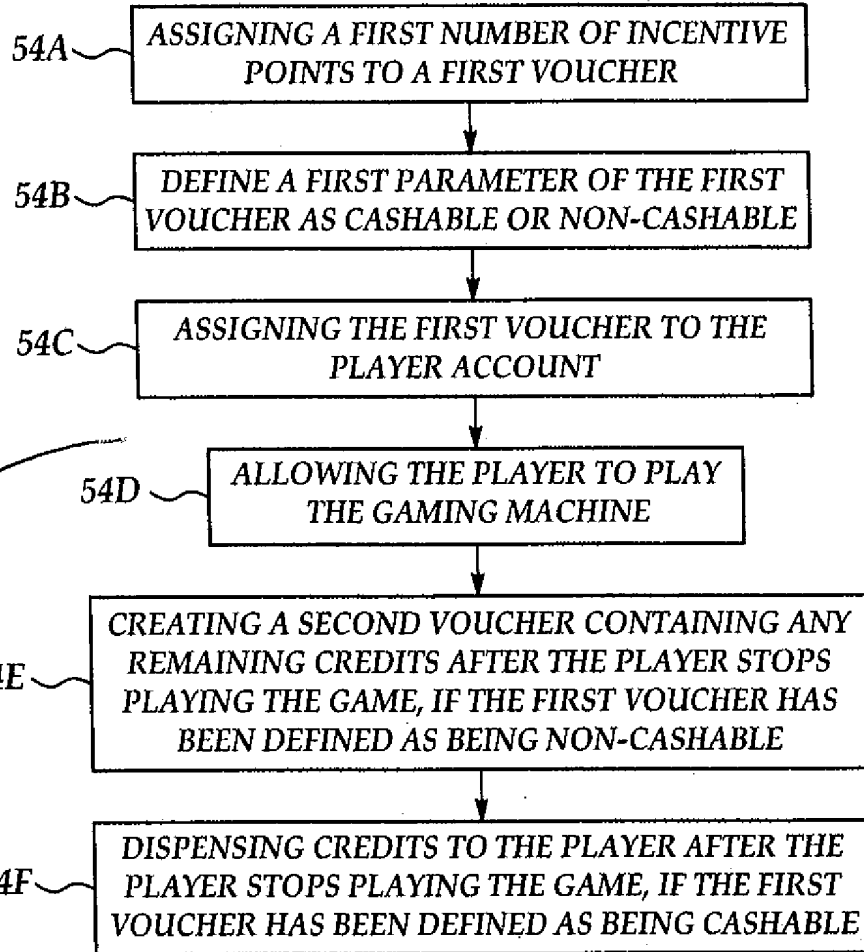 54A ASSIGNING A FIRST NUMBER OF INCENTIVE
POINTS TO A FIRST VOUCHER
54B DEFINE A FIRST PARAMETER OF THE FIRST
VOUCHER AS CASHABLE OR NON-CASHABLE
54C ASSIGNING THE FIRST VOUCHER TO THE
PLAYER ACCOUNT
54D ALLOWING THE PLAYER TO PLAY
THE GAMING MACHINE
4E CREATING A SECOND VOUCHER CONTAINING ANY
REMAINING CREDITS AFTER THE PLAYER STOPS
PLAYING THE GAME, IF THE FIRST VOUCHER HAS
BEEN DEFINED AS BEING NON-CASHABLE
4F DISPENSING CREDITS TO THE PLAYER AFTER THE
PLAYER STOPS PLAYING THE GAME, IF THE FIRST
VOUCHER HAS BEEN DEFINED AS BEING CASHABLE